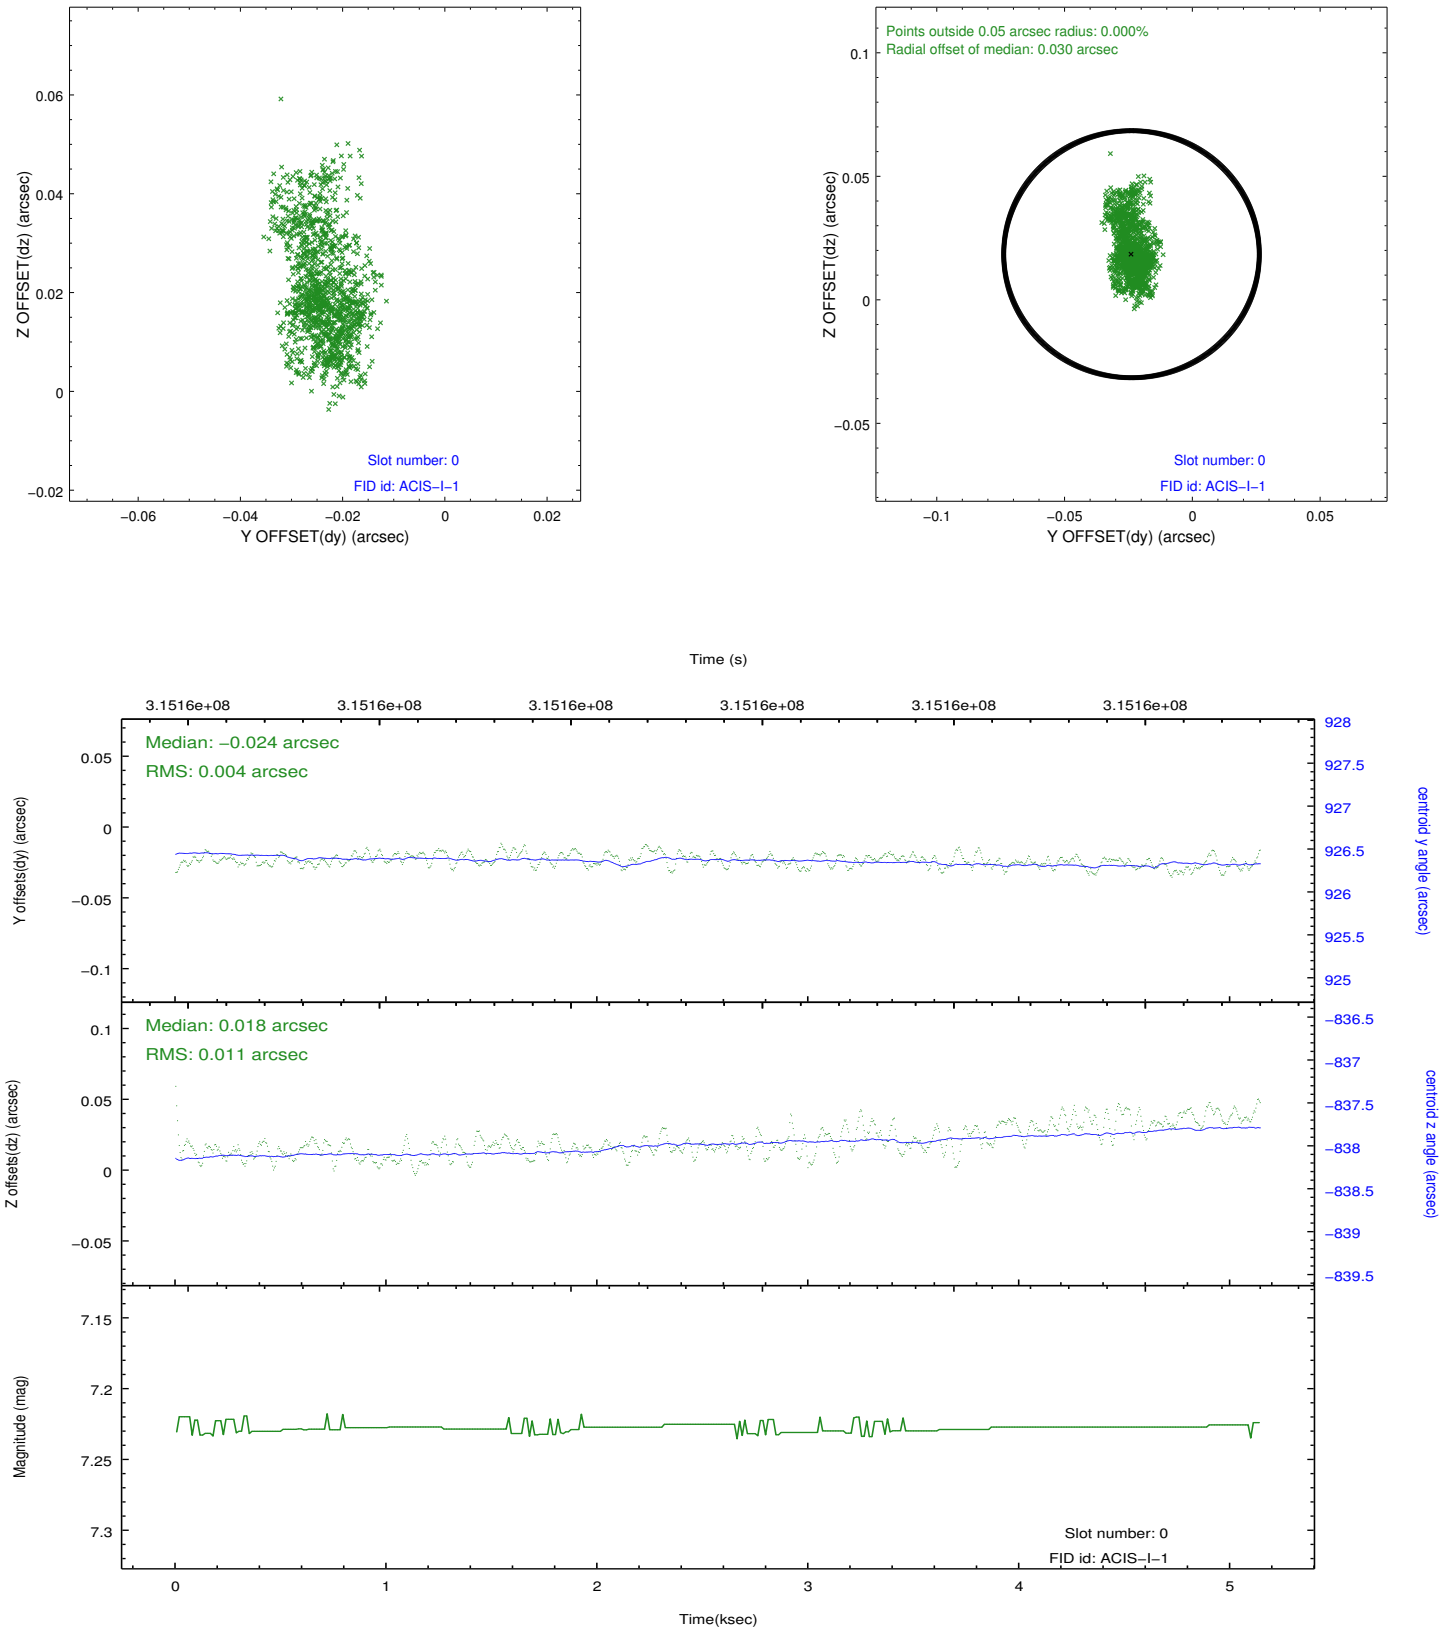 0.06
0.04
0.02
0
−0.02
Z OFFSET(dz) (arcsec)
Slot number: 0
FID id: ACIS−I−1
−0.06
−0.04
−0.02
0
0.02
Y OFFSET(dy) (arcsec)
Points outside 0.05 arcsec radius: 0.000%
Radial offset of median: 0.030 arcsec
0.1
0.05
0
−0.05
Z OFFSET(dz) (arcsec)
Slot number: 0
FID id: ACIS−I−1
−0.1
−0.05
0
0.05
Y OFFSET(dy) (arcsec)
Time (s)
3.1516e+08
3.1516e+08
3.1516e+08
3.1516e+08
3.1516e+08
3.1516e+08
Median: −0.024 arcsec
RMS: 0.004 arcsec
0.05
0
−0.05
−0.1
Y offsets(dy) (arcsec)
928
927.5
927
926.5
926
925.5
925
centroid y angle (arcsec)
Median: 0.018 arcsec
RMS: 0.011 arcsec
0.1
0.05
0
−0.05
Z offsets(dz) (arcsec)
−836.5
−837
−837.5
−838
−838.5
−839
−839.5
centroid z angle (arcsec)
7.15
7.2
7.25
7.3
Magnitude (mag)
Slot number: 0
FID id: ACIS−I−1
0
1
2
3
4
5
Time(ksec)